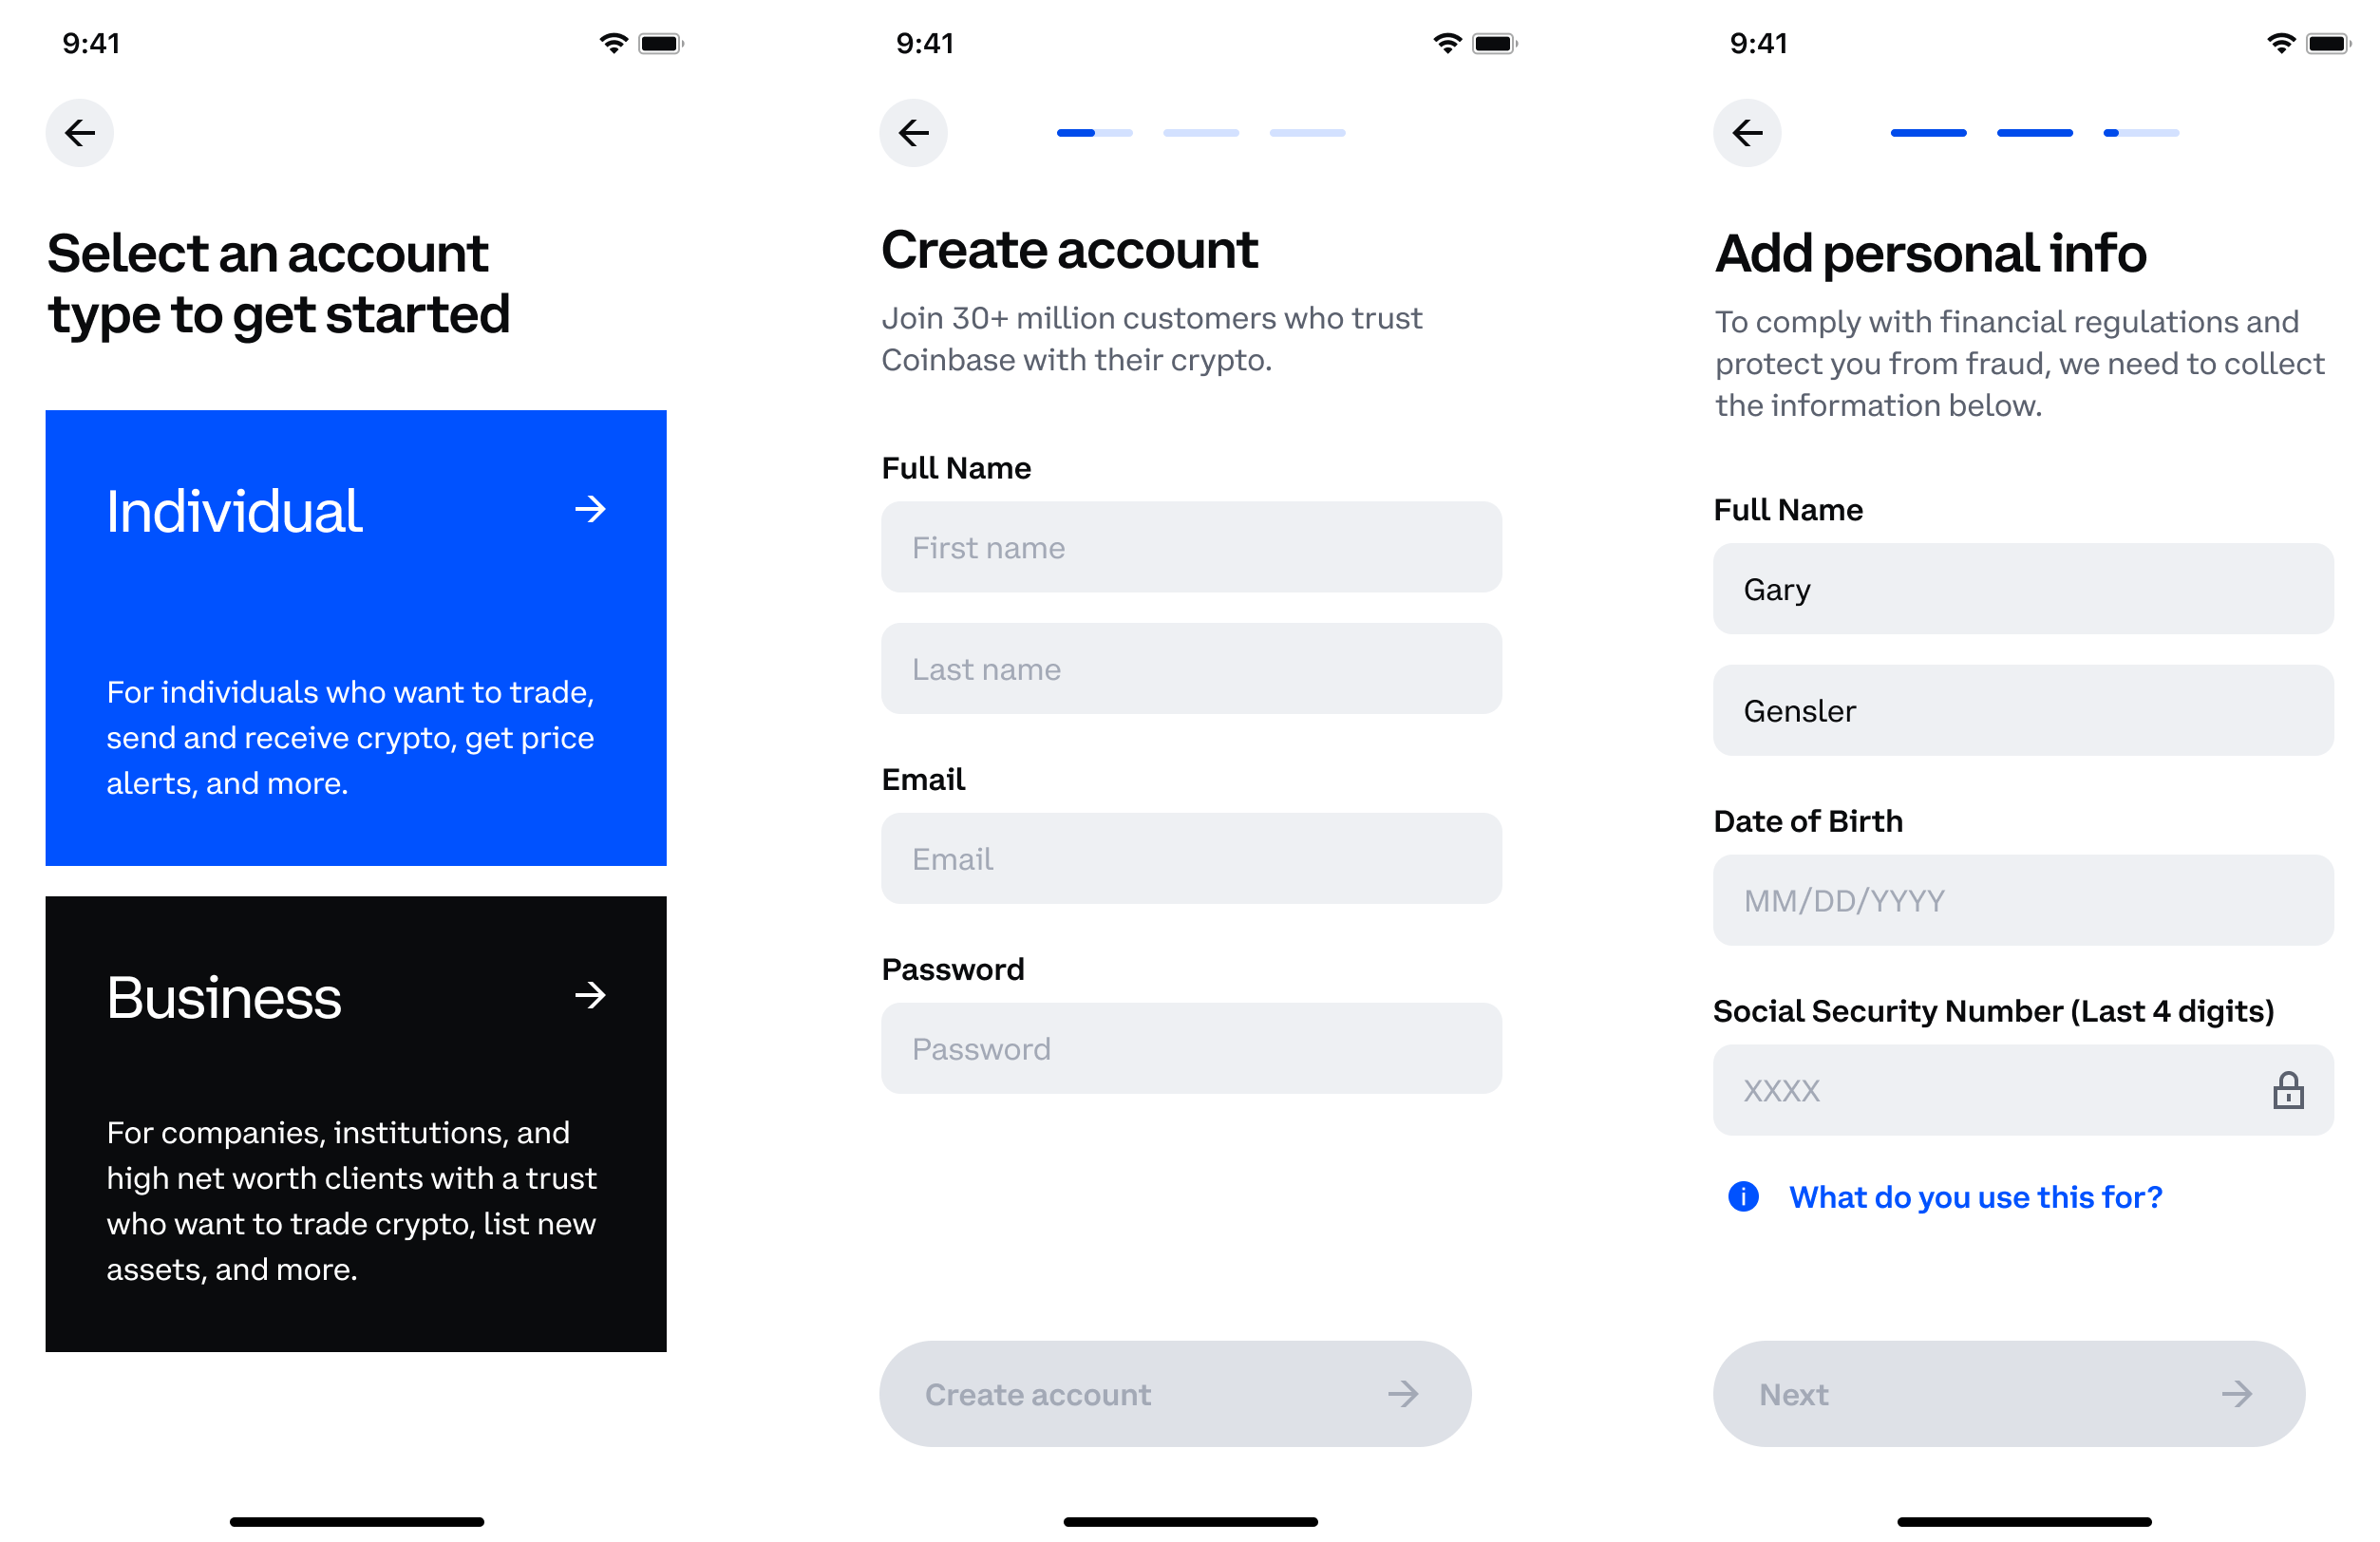 9:41
Select an account
type to get started
Individual
For individuals who want to trade,
send and receive crypto, get price
alerts, and more.
Business
For companies, institutions, and
high net worth clients with a trust
who want to trade crypto, list new
assets, and more.
9:41
Create account
Join 30+ million customers who trust
Coinbase with their crypto.
Full Name
First name
Last name
Email
Email
Password
Password
Create account
9:41
Add personal info
To comply with financial regulations and
protect you from fraud, we need to collect
the information below.
Full Name
Gary
Gensler
Date of Birth
MM/DD/YYYY
Social Security Number (Last 4 digits)
XXXX
What do you use this for?
Next